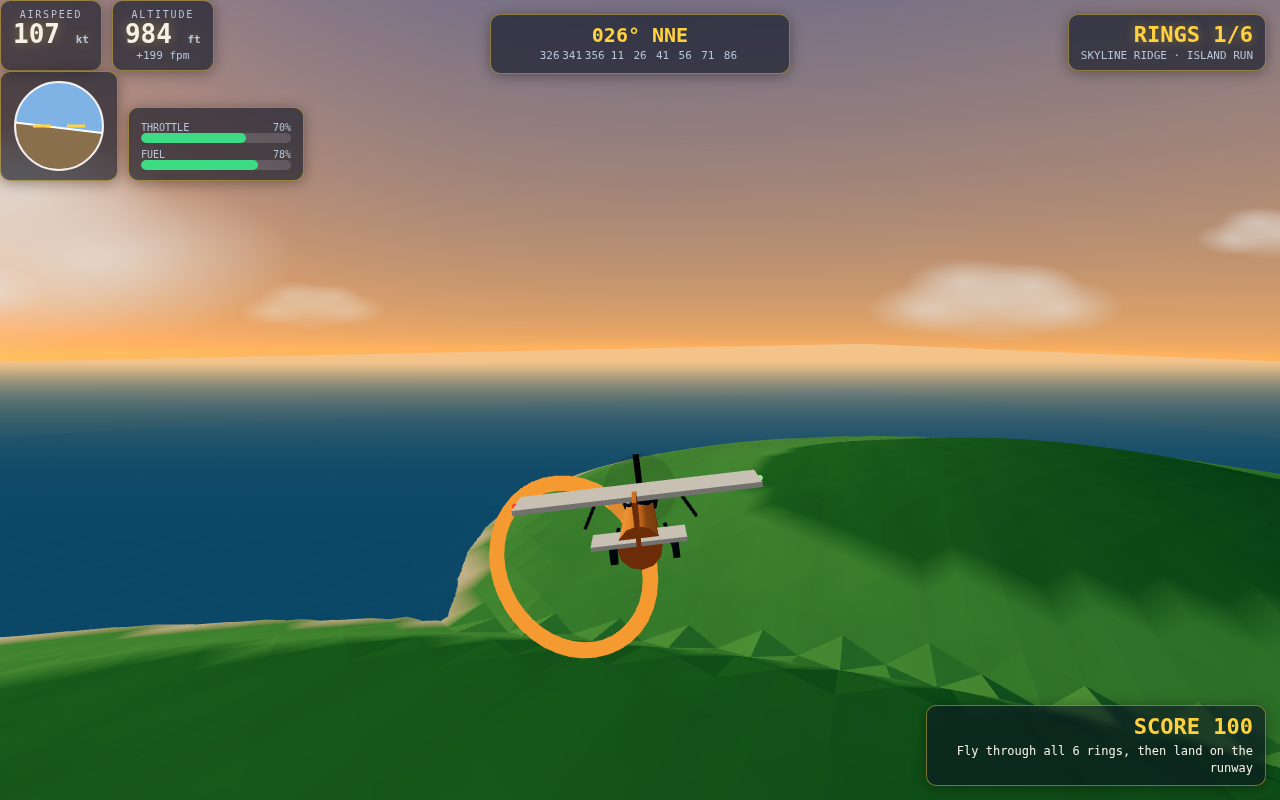 AIRSPEED
107 kt
ALTITUDE
984 ft
+199 fpm
026° NNE
326 341 356 11 26 41 56 71 86
RINGS 1/6
SKYLINE RIDGE · ISLAND RUN
THROTTLE 70%
FUEL 78%
SCORE 100
Fly through all 6 rings, then land on the
runway